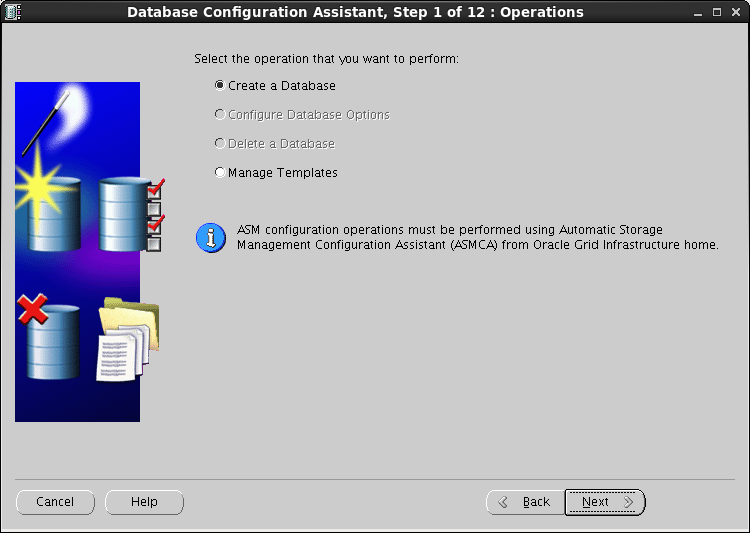 Database Configuration Assistant, Step 1 of 12 : Operations
Select the operation that you want to perform:
Create a Database
Configure Database Options
Delete a Database
Manage Templates
ASM configuration operations must be performed using Automatic Storage
Management Configuration Assistant (ASMCA) from Oracle Grid Infrastructure home.
Cancel
Help
Back
Next